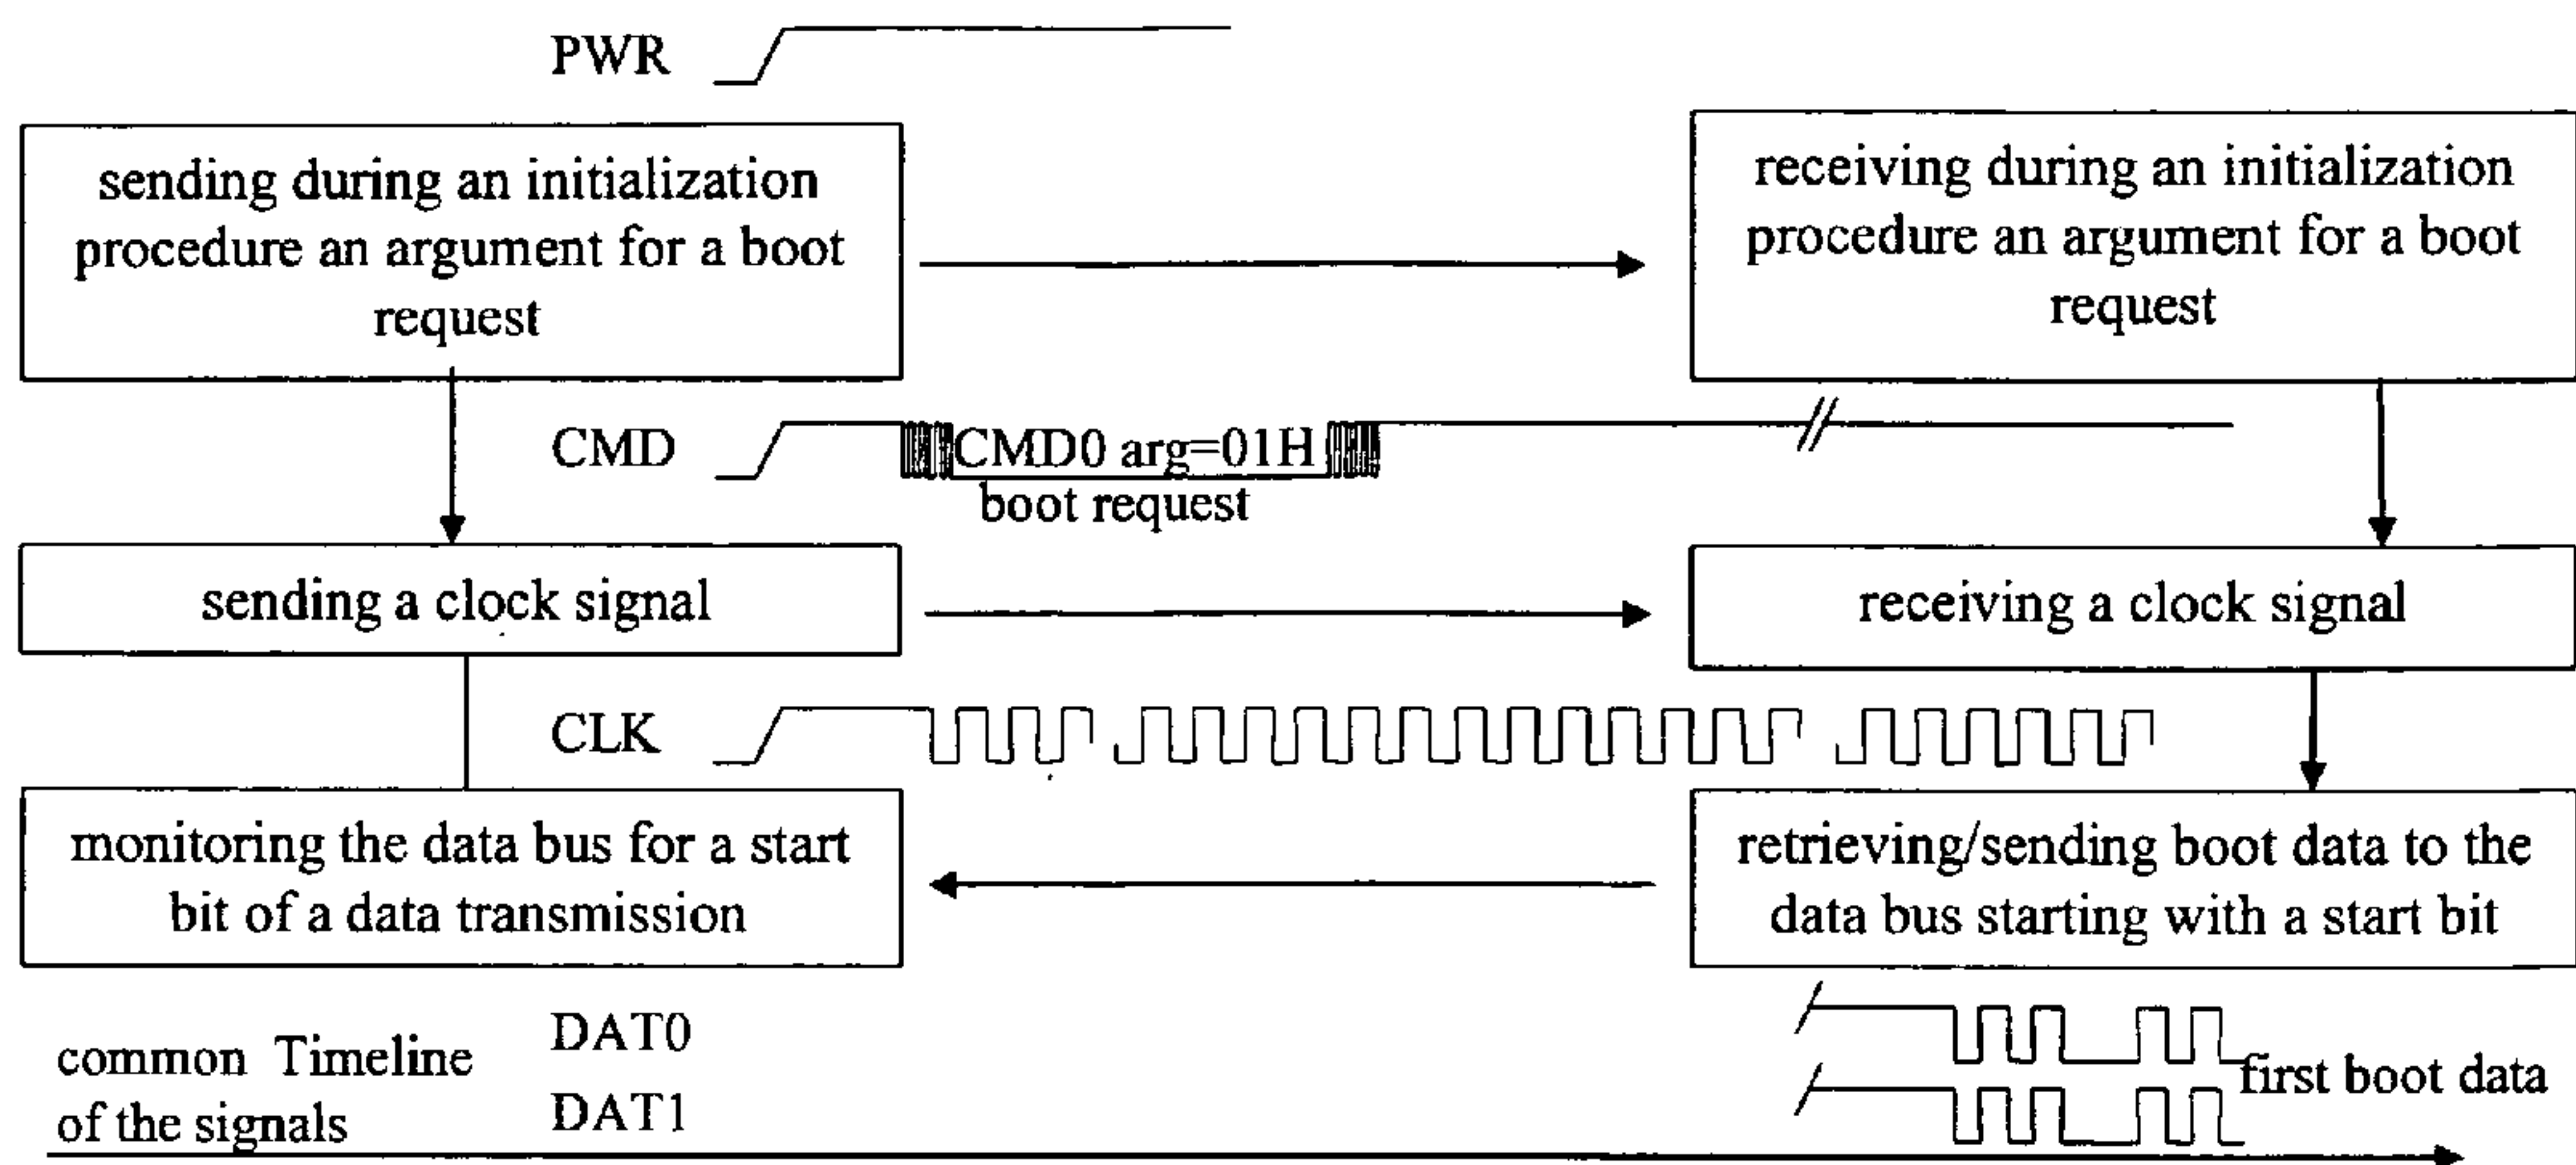 PWR
sending during an initialization
procedure an argument for a boot
request
receiving during an initialization
procedure an argument for a boot
request
CMD
CMD0 arg=01H
boot request
sending a clock signal
receiving a clock signal
CLK
monitoring the data bus for a start
bit of a data transmission
retrieving/sending boot data to the
data bus starting with a start bit
common Timeline
of the signals
DAT0
DAT1
first boot data